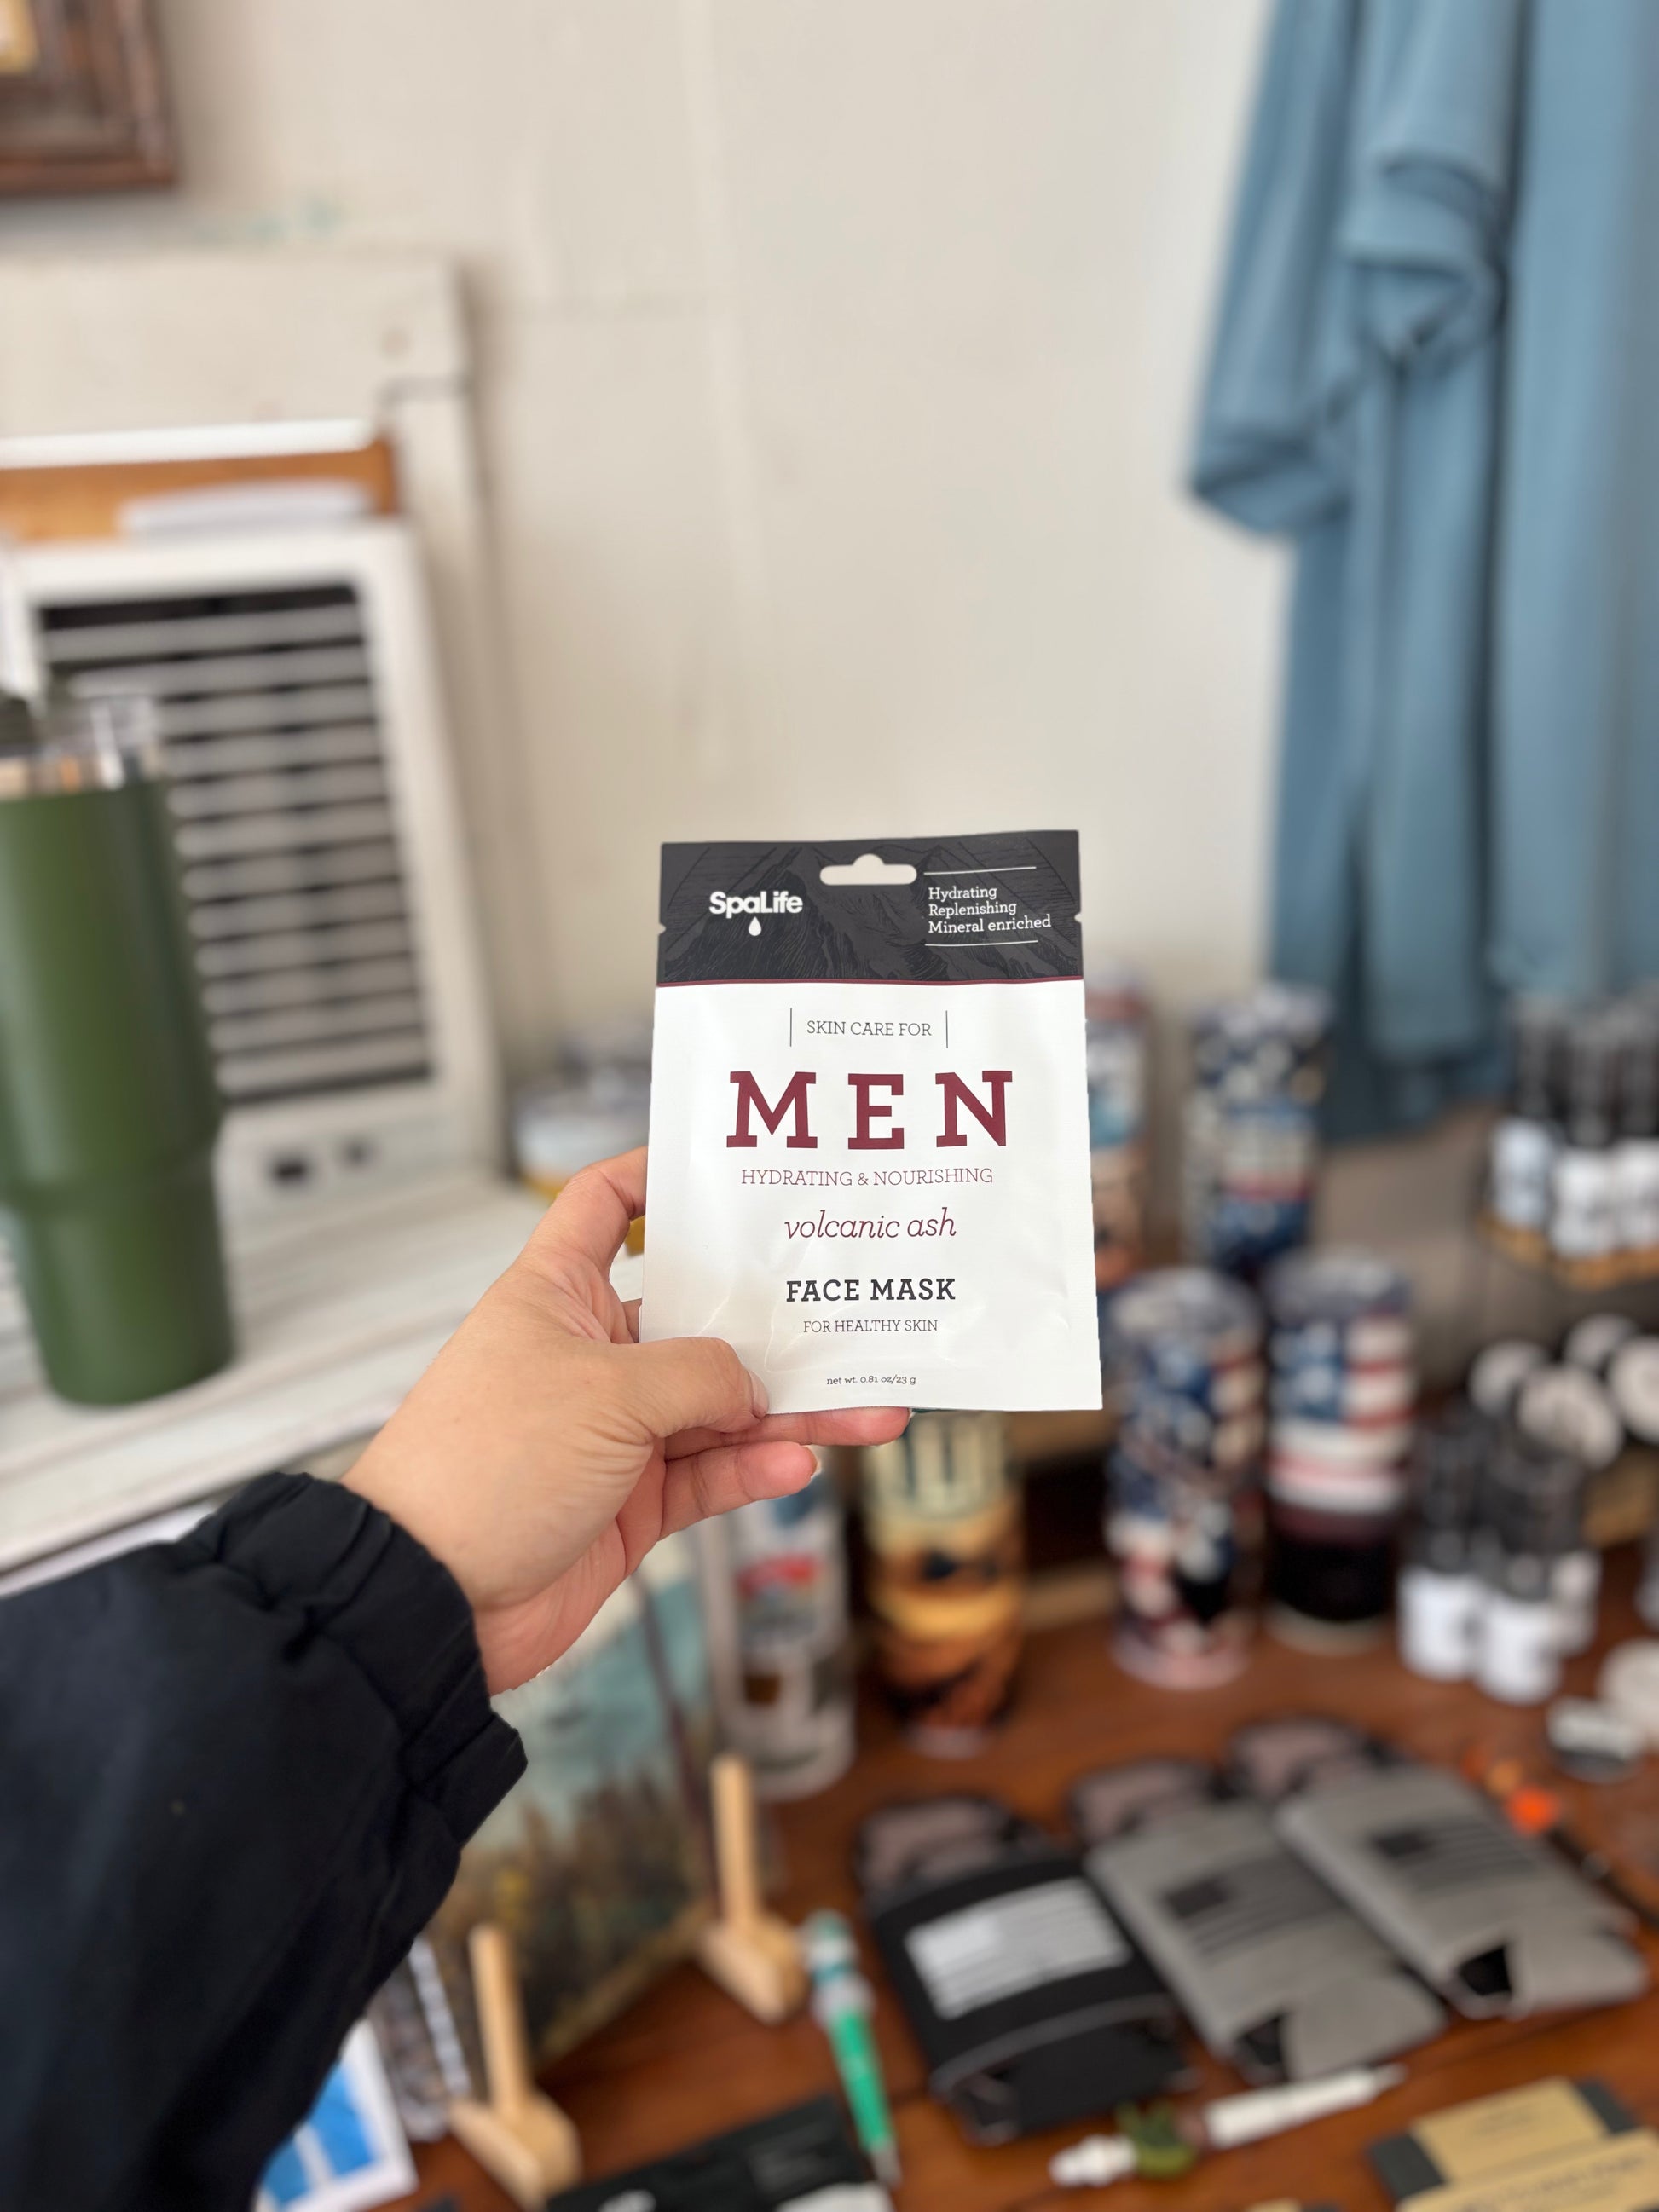 SpaLife
Hydrating
Replenishing
Mineral enriched
SKIN CARE FOR
MEN
HYDRATING & NOURISHING
volcanic ash
FACE MASK
FOR HEALTHY SKIN
net wt. 0.81 oz/23 g